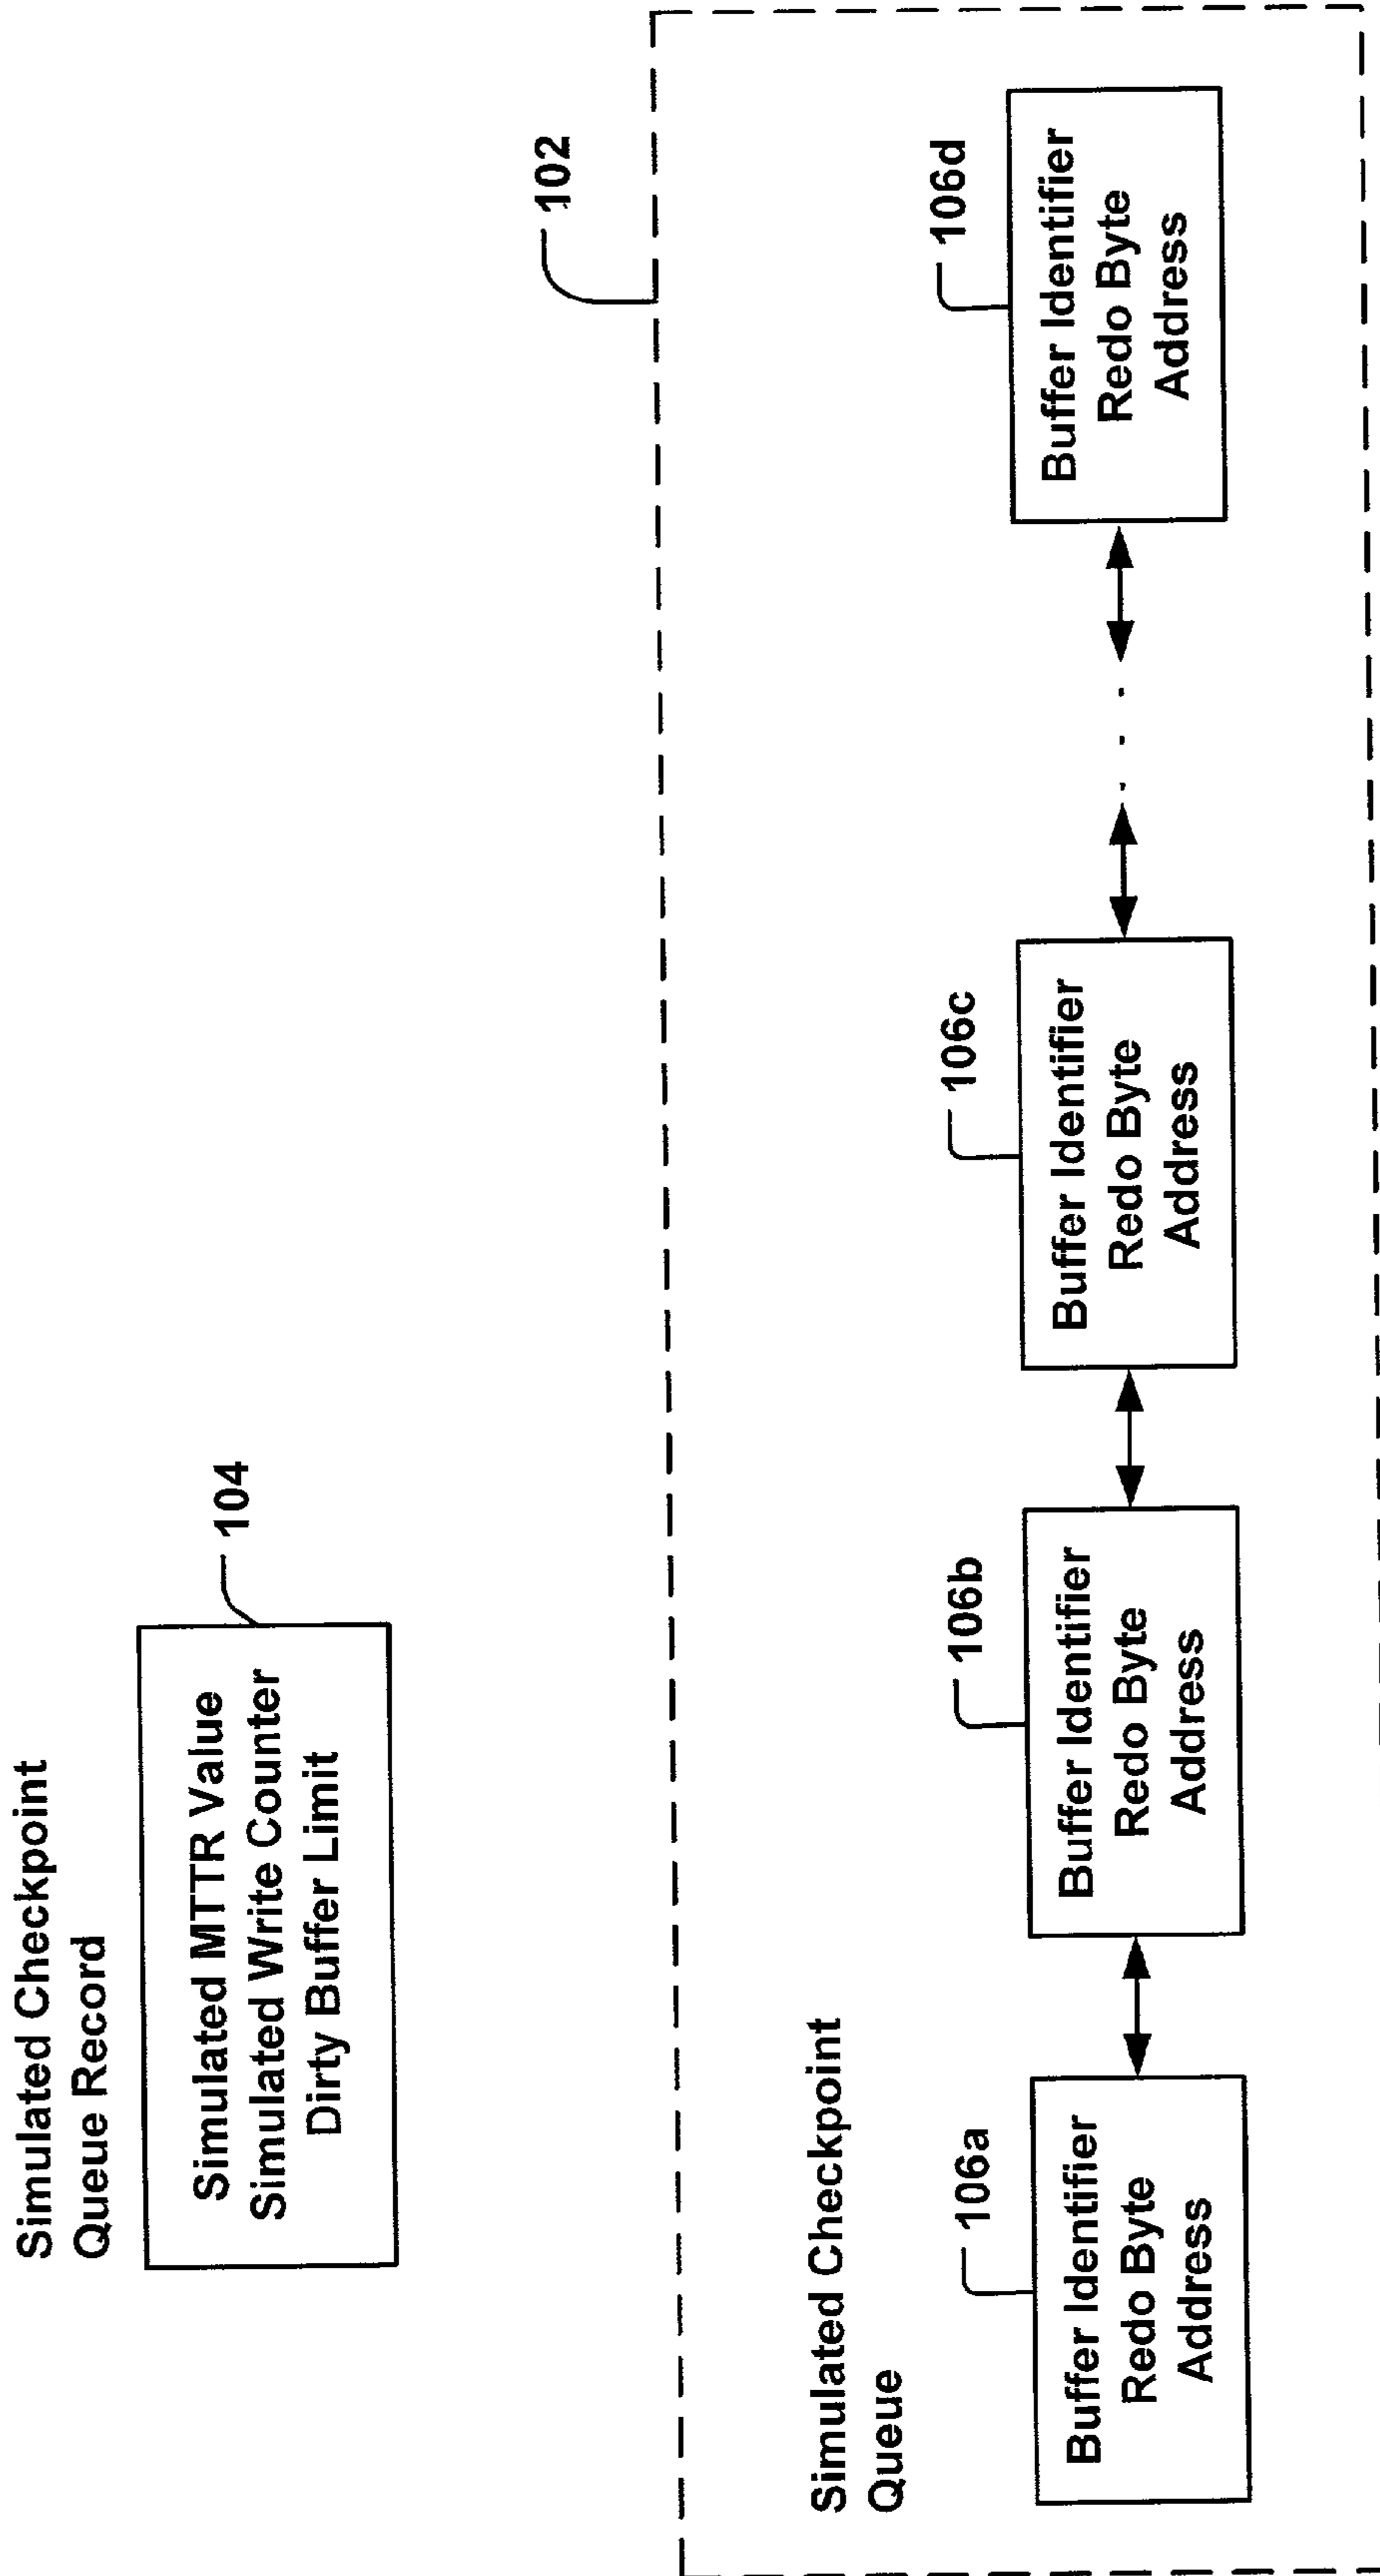 Simulated Checkpoint
Queue Record
104
Simulated MTTR Value
Simulated Write Counter
Dirty Buffer Limit
102
Simulated Checkpoint
Queue
106a
Buffer Identifier
Redo Byte
Address
106b
Buffer Identifier
Redo Byte
Address
106c
Buffer Identifier
Redo Byte
Address
. . .
106d
Buffer Identifier
Redo Byte
Address